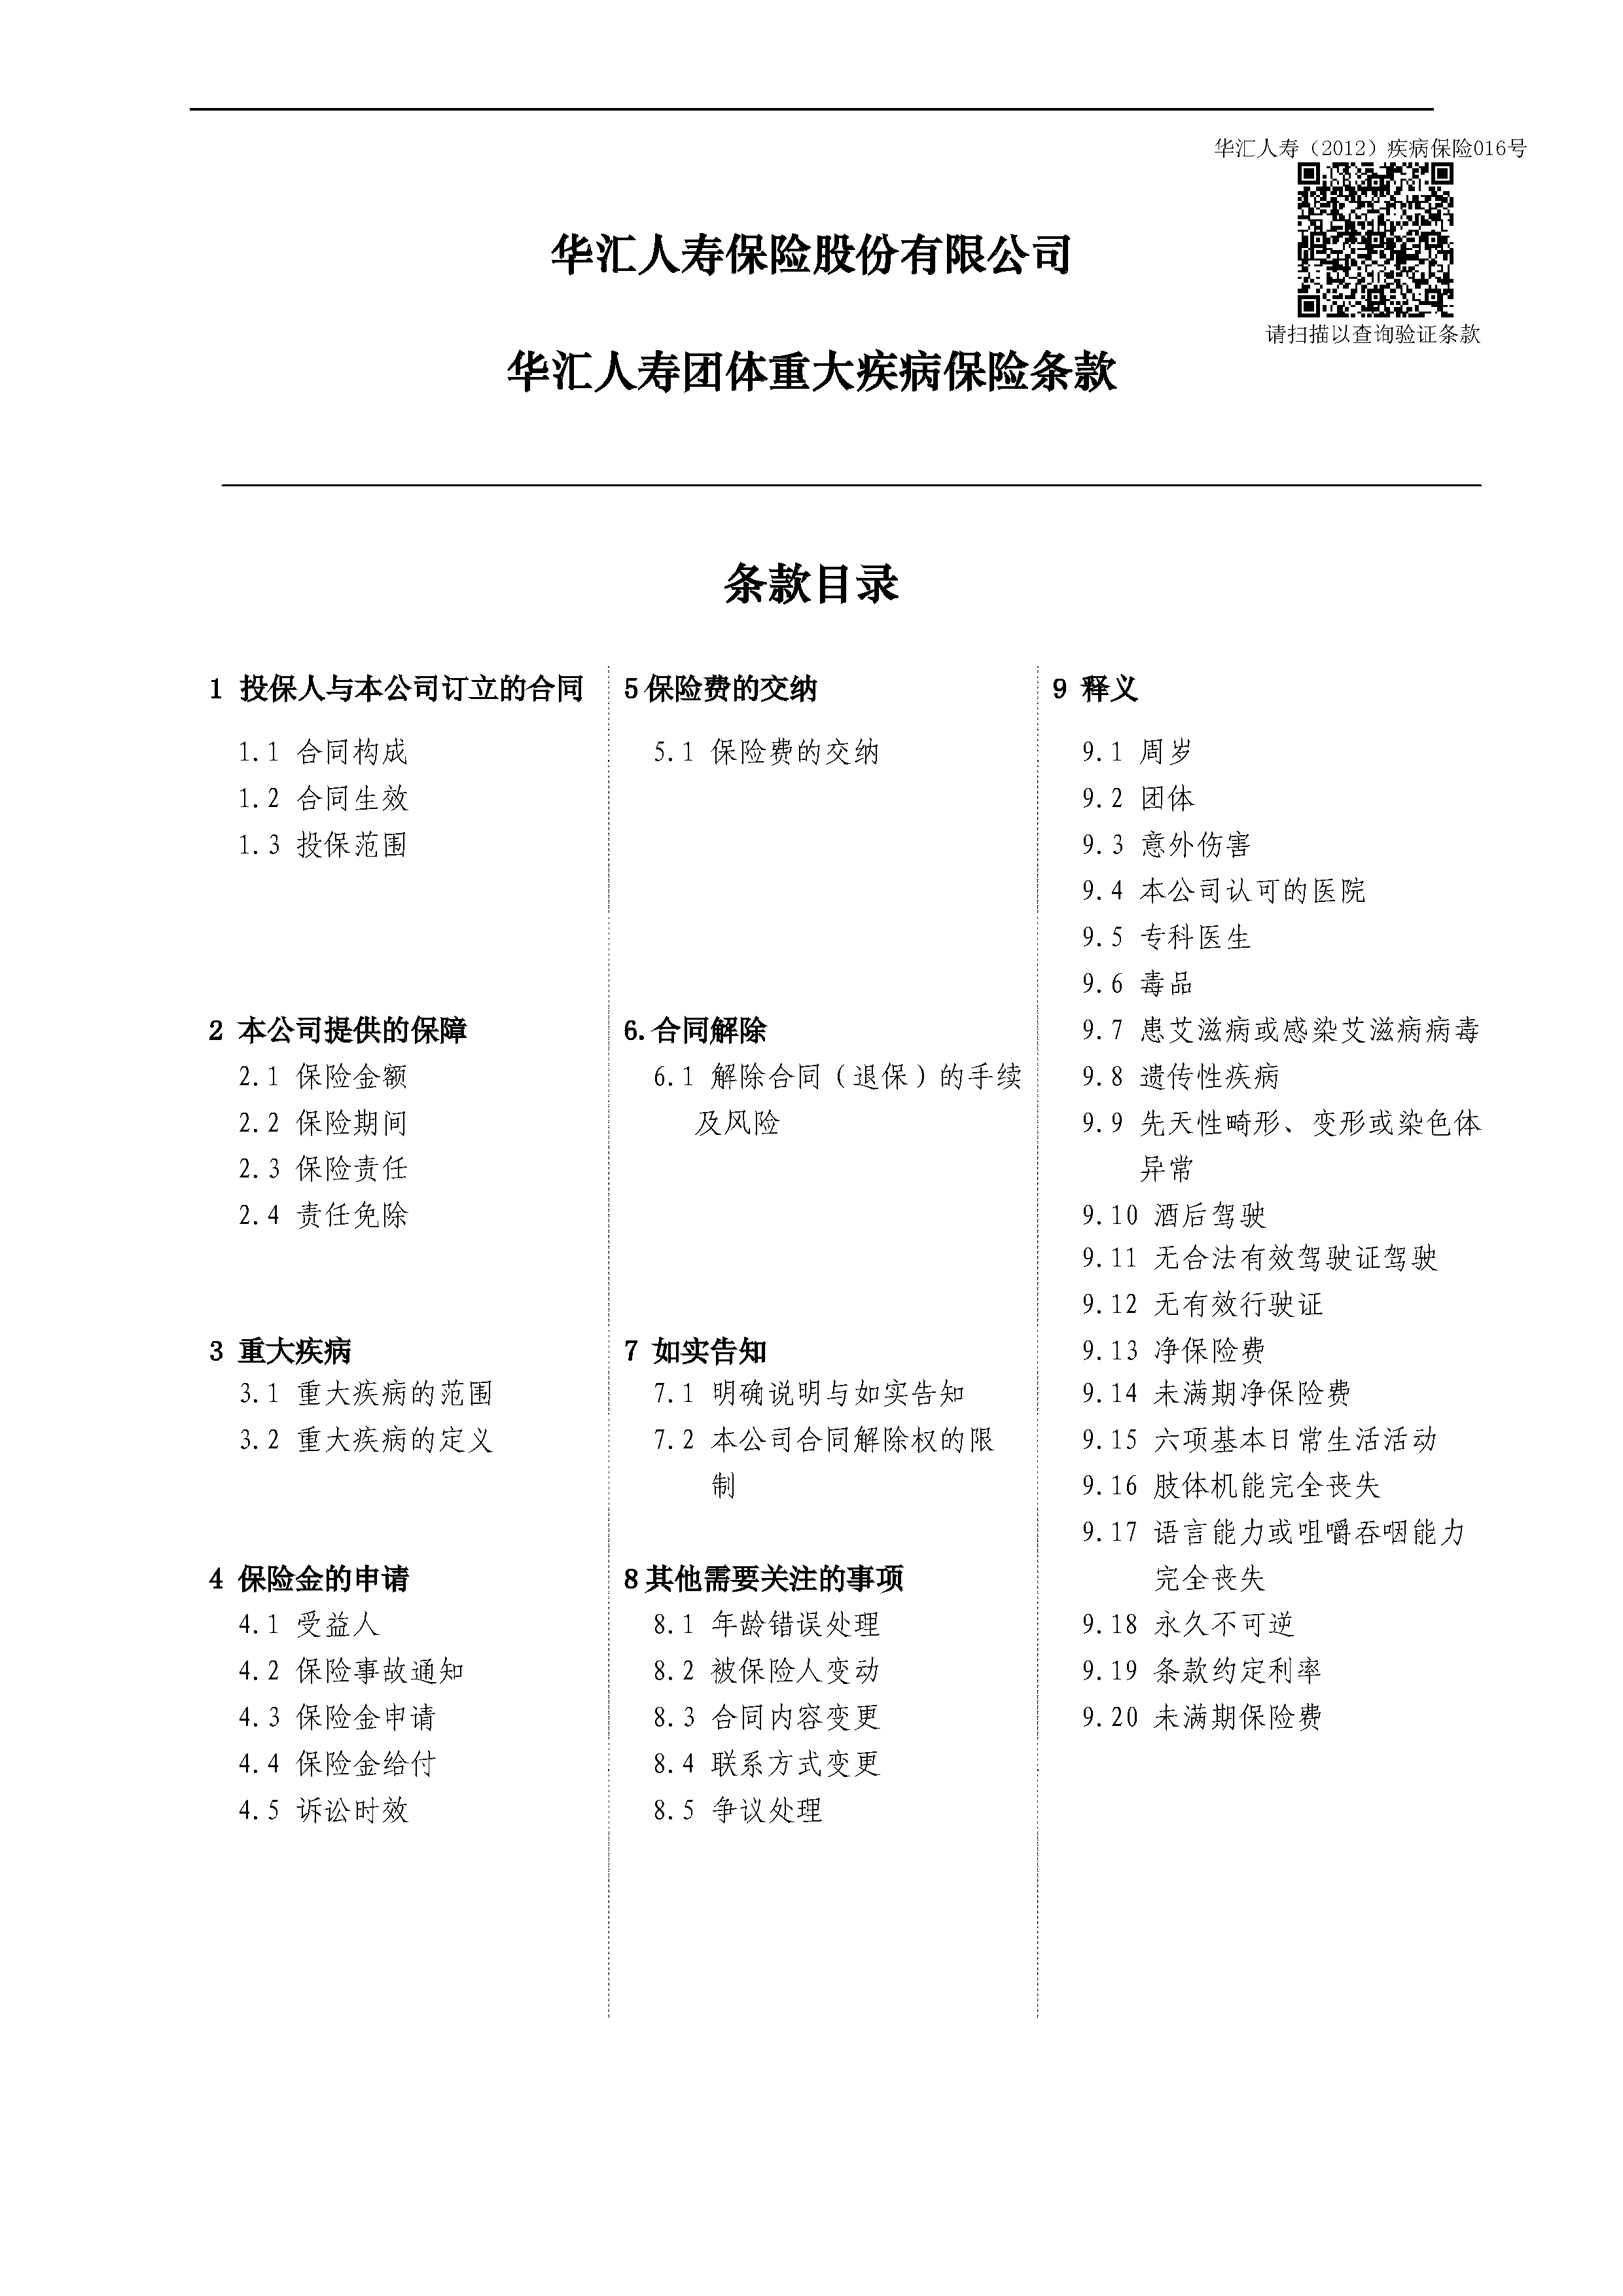 华汇人寿（2012）疾病保险016号
请扫描以查询验证条款
华汇人寿保险股份有限公司
华汇人寿团体重大疾病保险条款
条款目录
1 投保人与本公司订立的合同
1.1 合同构成
1.2 合同生效
1.3 投保范围
2 本公司提供的保障
2.1 保险金额
2.2 保险期间
2.3 保险责任
2.4 责任免除
3 重大疾病
3.1 重大疾病的范围
3.2 重大疾病的定义
4 保险金的申请
4.1 受益人
4.2 保险事故通知
4.3 保险金申请
4.4 保险金给付
4.5 诉讼时效
5 保险费的交纳
5.1 保险费的交纳
6. 合同解除
6.1 解除合同（退保）的手续
及风险
7 如实告知
7.1 明确说明与如实告知
7.2 本公司合同解除权的限
制
8 其他需要关注的事项
8.1 年龄错误处理
8.2 被保险人变动
8.3 合同内容变更
8.4 联系方式变更
8.5 争议处理
9 释义
9.1 周岁
9.2 团体
9.3 意外伤害
9.4 本公司认可的医院
9.5 专科医生
9.6 毒品
9.7 患艾滋病或感染艾滋病病毒
9.8 遗传性疾病
9.9 先天性畸形、变形或染色体
异常
9.10 酒后驾驶
9.11 无合法有效驾驶证驾驶
9.12 无有效行驶证
9.13 净保险费
9.14 未满期净保险费
9.15 六项基本日常生活活动
9.16 肢体机能完全丧失
9.17 语言能力或咀嚼吞咽能力
完全丧失
9.18 永久不可逆
9.19 条款约定利率
9.20 未满期保险费